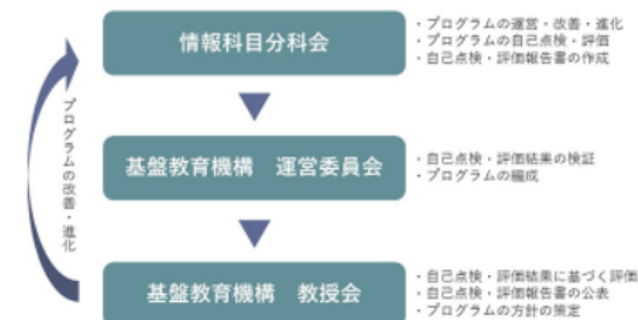 情報科目分科会
・プログラムの運営・改善・進化
・プログラムの自己点検・評価
・自己点検・評価報告書の作成
プログラムの改善・進化
基盤教育機構　運営委員会
・自己点検・評価結果の検証
・プログラムの編成
基盤教育機構　教授会
・自己点検・評価結果に基づく評価
・自己点検・評価報告書の公表
・プログラムの方針の策定